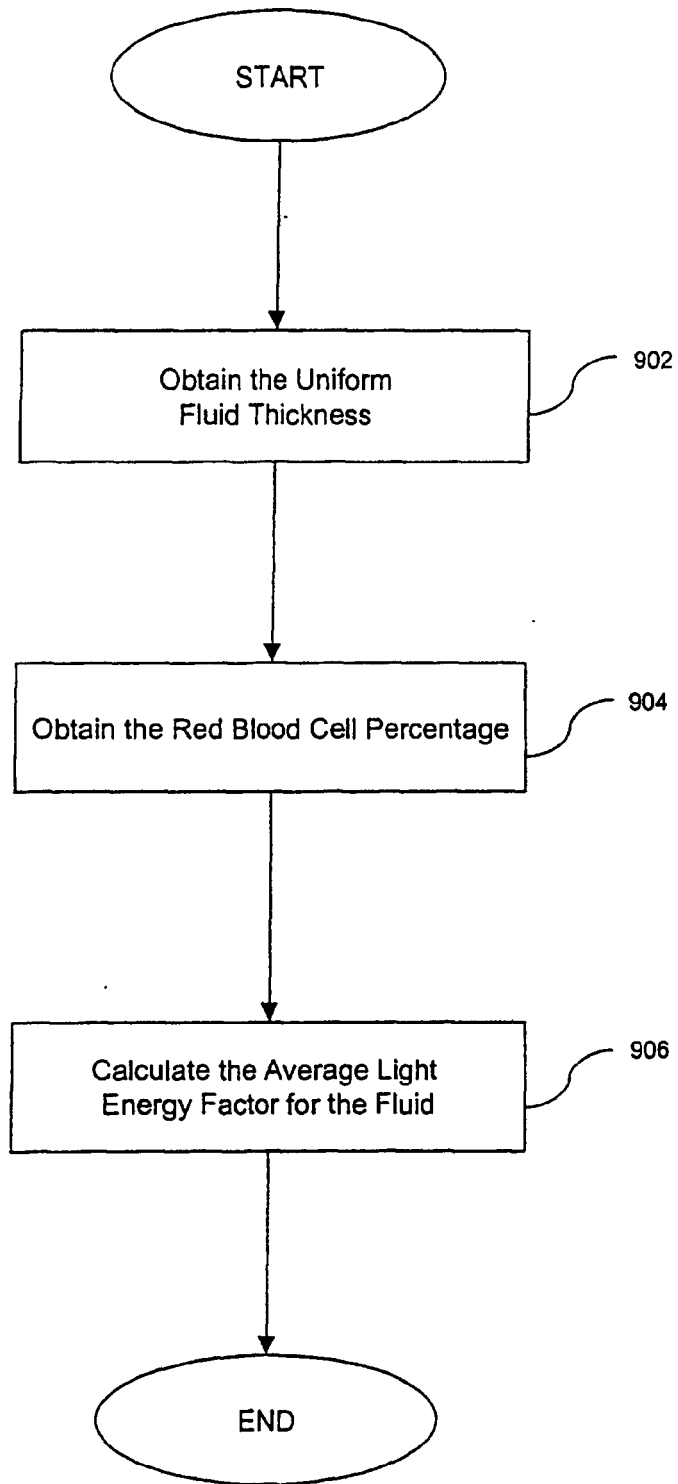 START
Obtain the Uniform
Fluid Thickness
902
Obtain the Red Blood Cell Percentage
904
Calculate the Average Light
Energy Factor for the Fluid
906
END